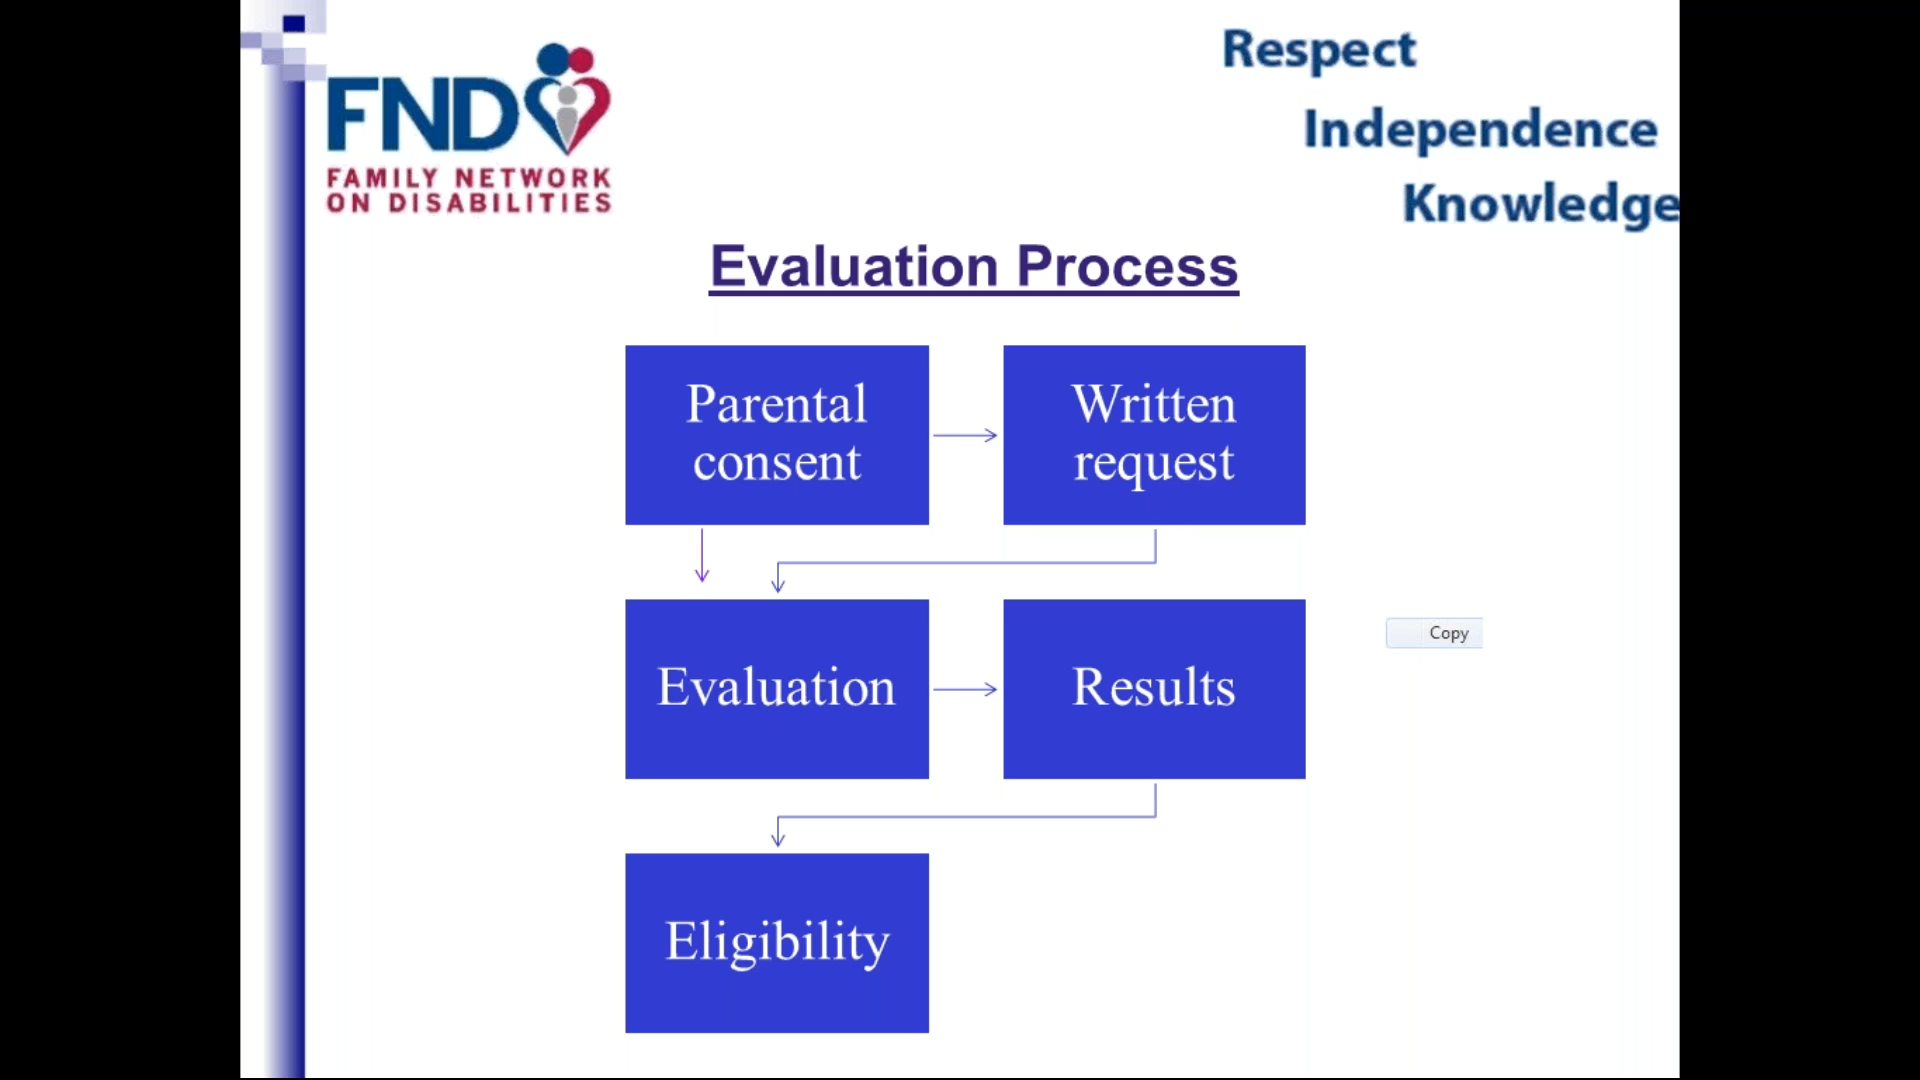 FND
FAMILY NETWORK
ON DISABILITIES
Respect
Independence
Knowledge
Evaluation Process
Parental
consent
Written
request
Evaluation
Results
Copy
Eligibility